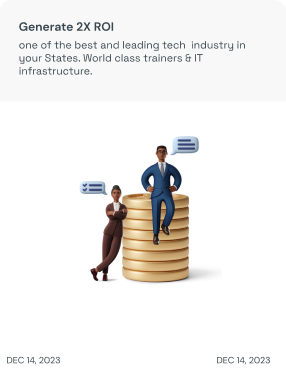 Generate 2X ROI
one of the best and leading tech industry in
your States. World class trainers & IT
infrastructure.
DEC 14, 2023
DEC 14, 2023